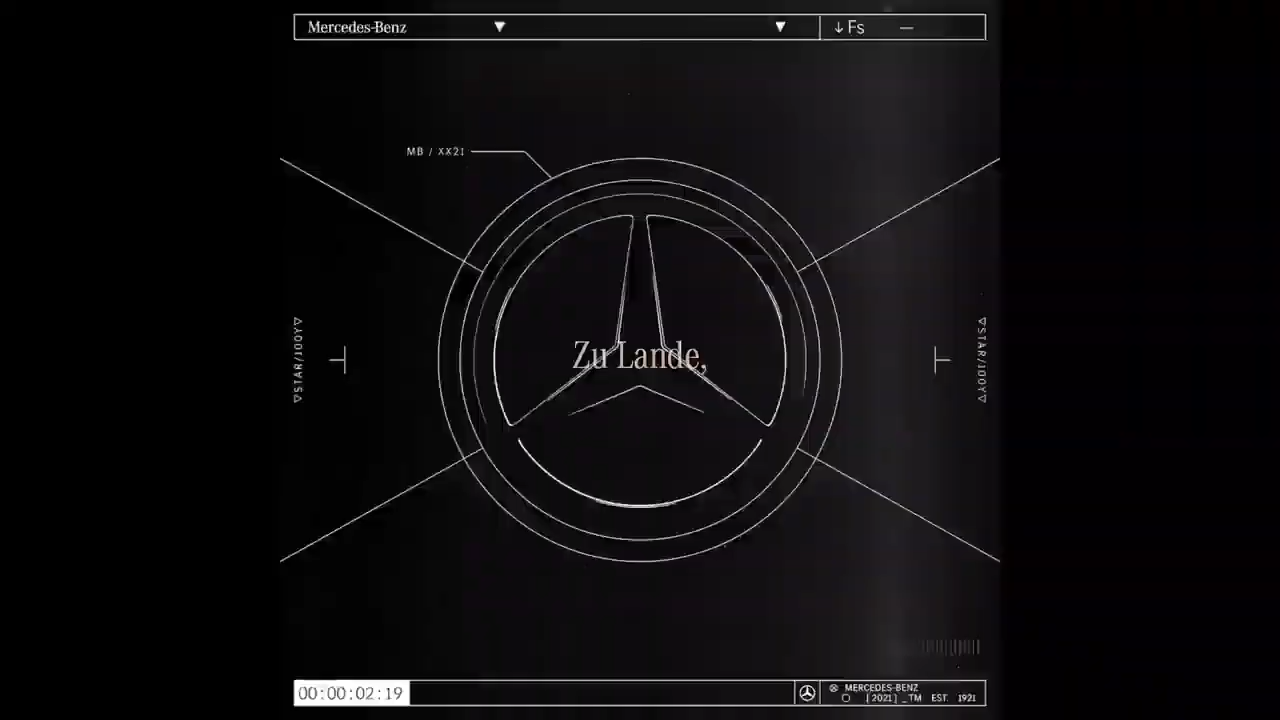 Mercedes-Benz
↓Fs —
MB / XX21
▽STAR/100Y▽
Zu Lande,
▽STAR/100Y▽
00:00:02:19
MERCEDES-BENZ
[2021] _TM EST. 1921